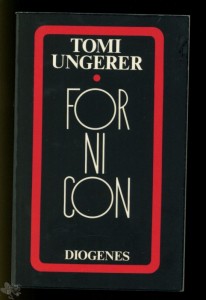 TOMI
UNGERER
FOR
NI
CON
DIOGENES